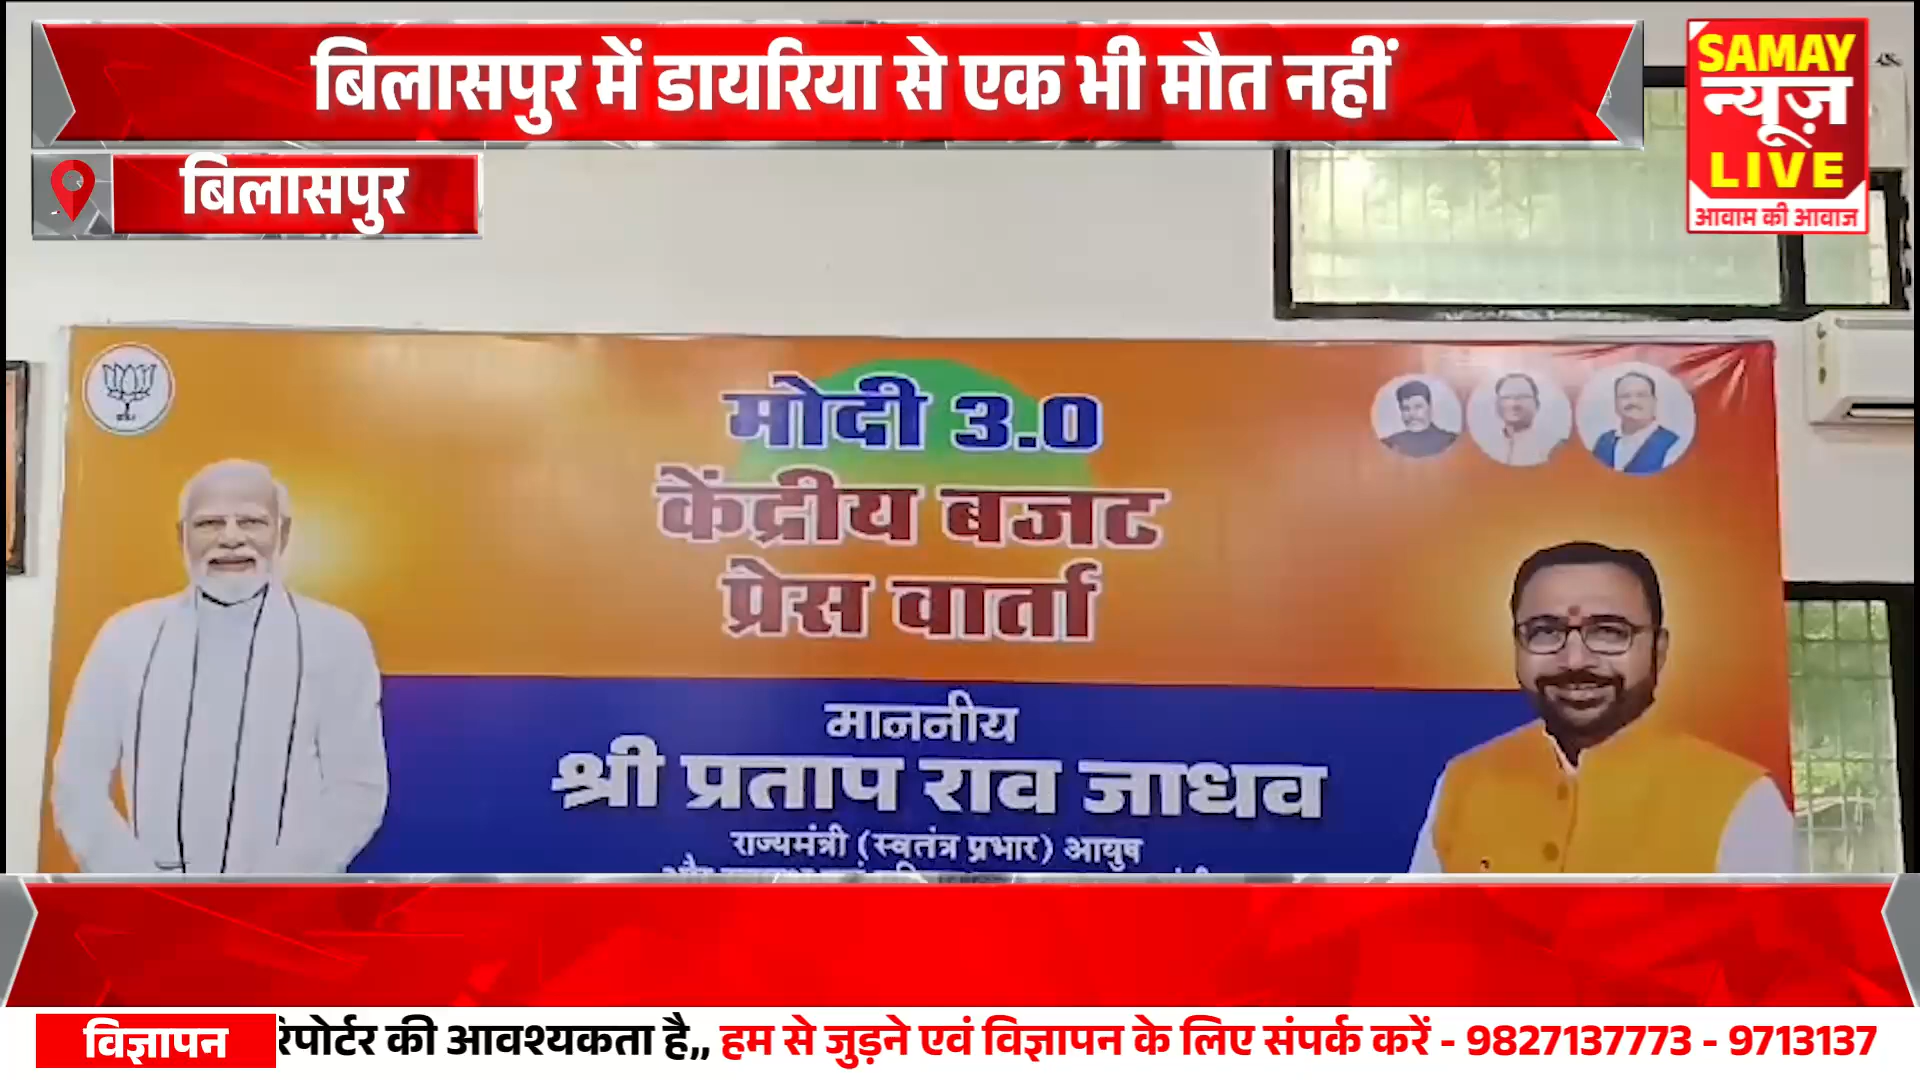 बिलासपुर में डायरिया से एक भी मौत नहीं
SAMAY
न्यूज़
LIVE
आवाम की आवाज
बिलासपुर
मोदी 3.0
केंद्रीय बजट
प्रेस वार्ता
माननीय
श्री प्रताप राव जाधव
राज्यमंत्री (स्वतंत्र प्रभार) आयुष
विज्ञापन
रिपोर्टर की आवश्यकता है,, हम से जुड़ने एवं विज्ञापन के लिए संपर्क करें - 9827137773 - 9713137